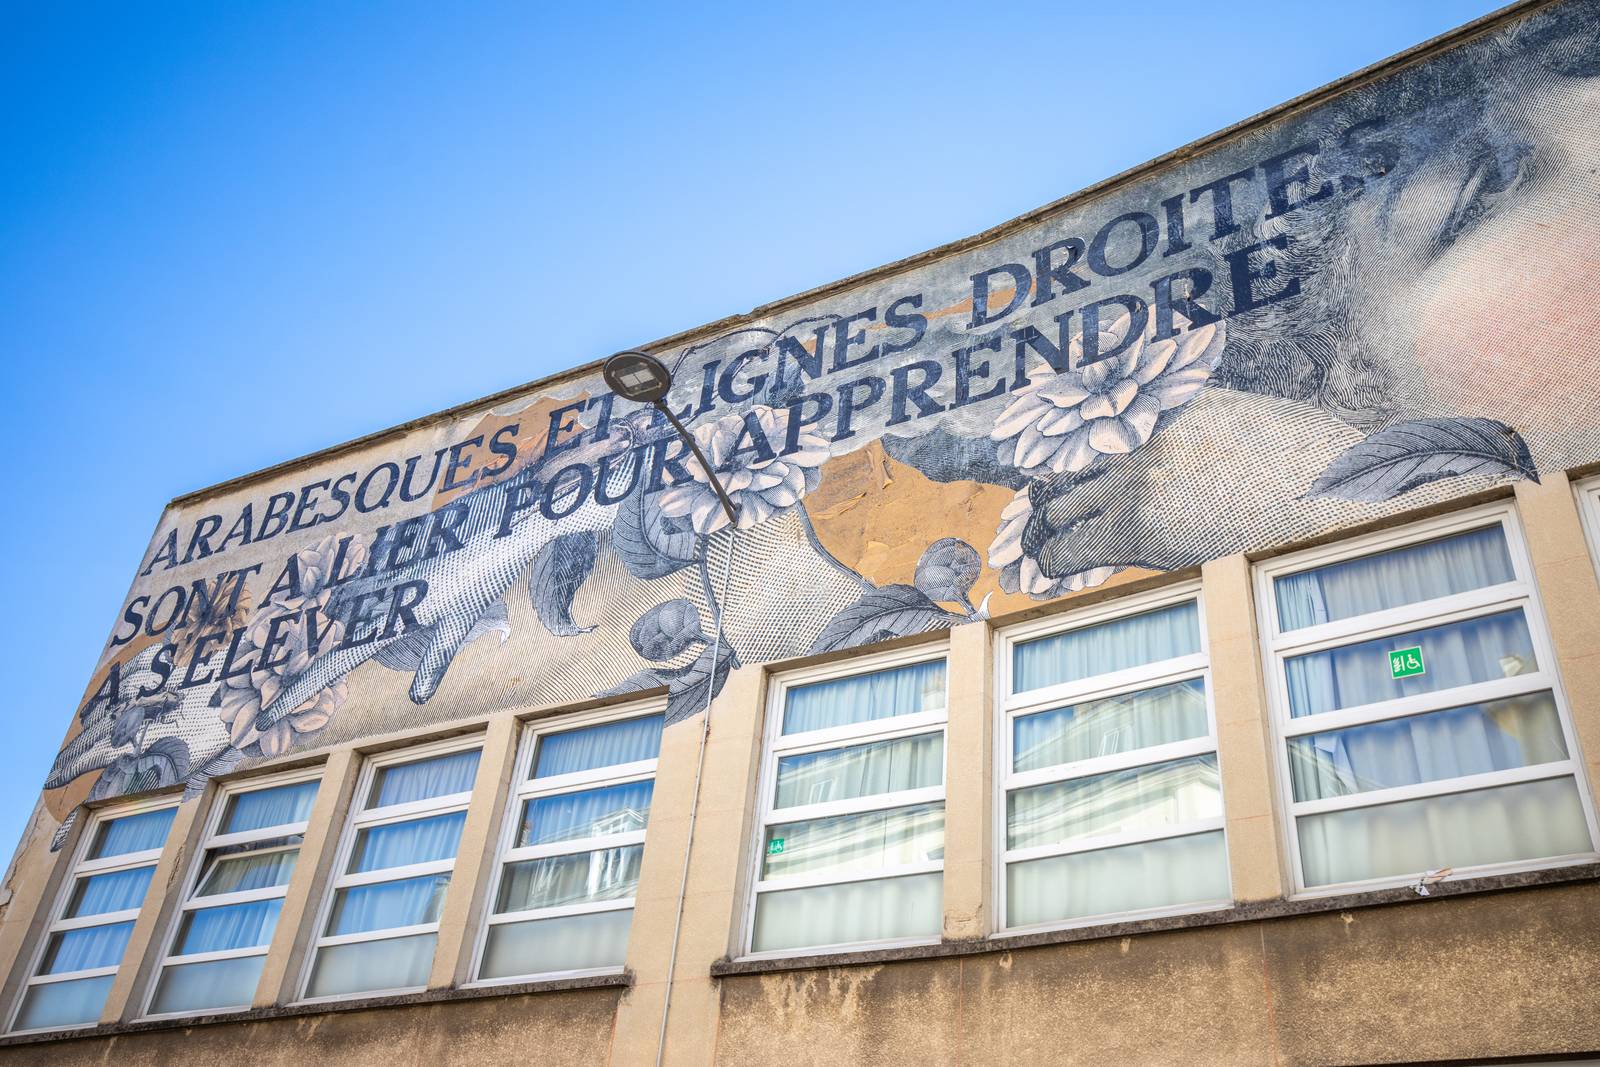 ARABESQUES ET LIGNES DROITES
SONT A LIER POUR APPRENDRE
A S'ELEVER